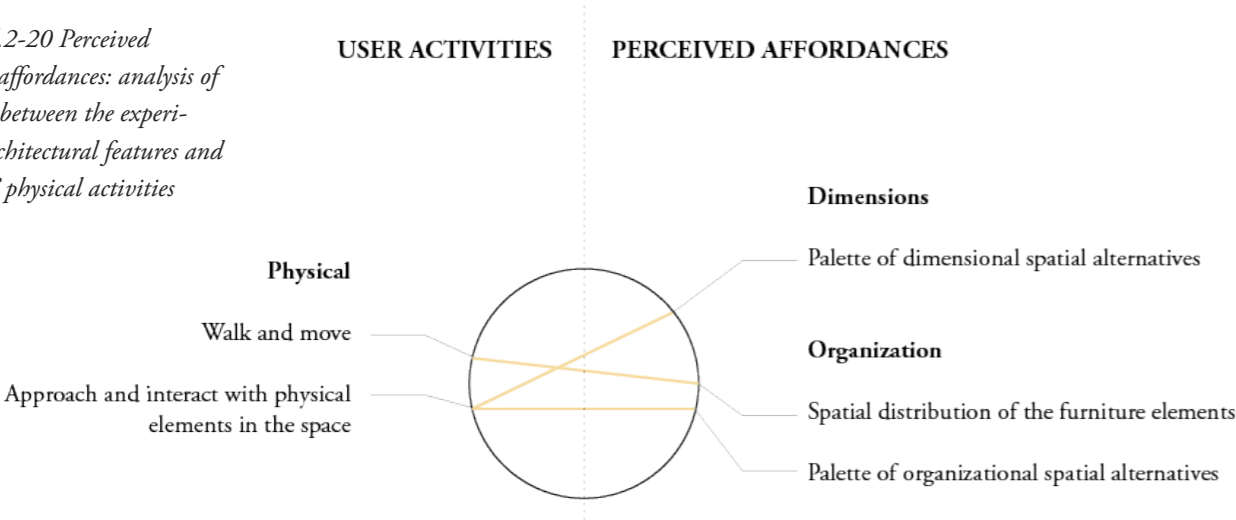 .2-20 Perceived
affordances: analysis of
between the experi-
chitectural features and
physical activities
USER ACTIVITIES
PERCEIVED AFFORDANCES
Physical
Walk and move
Approach and interact with physical
elements in the space
Dimensions
Palette of dimensional spatial alternatives
Organization
Spatial distribution of the furniture elements
Palette of organizational spatial alternatives